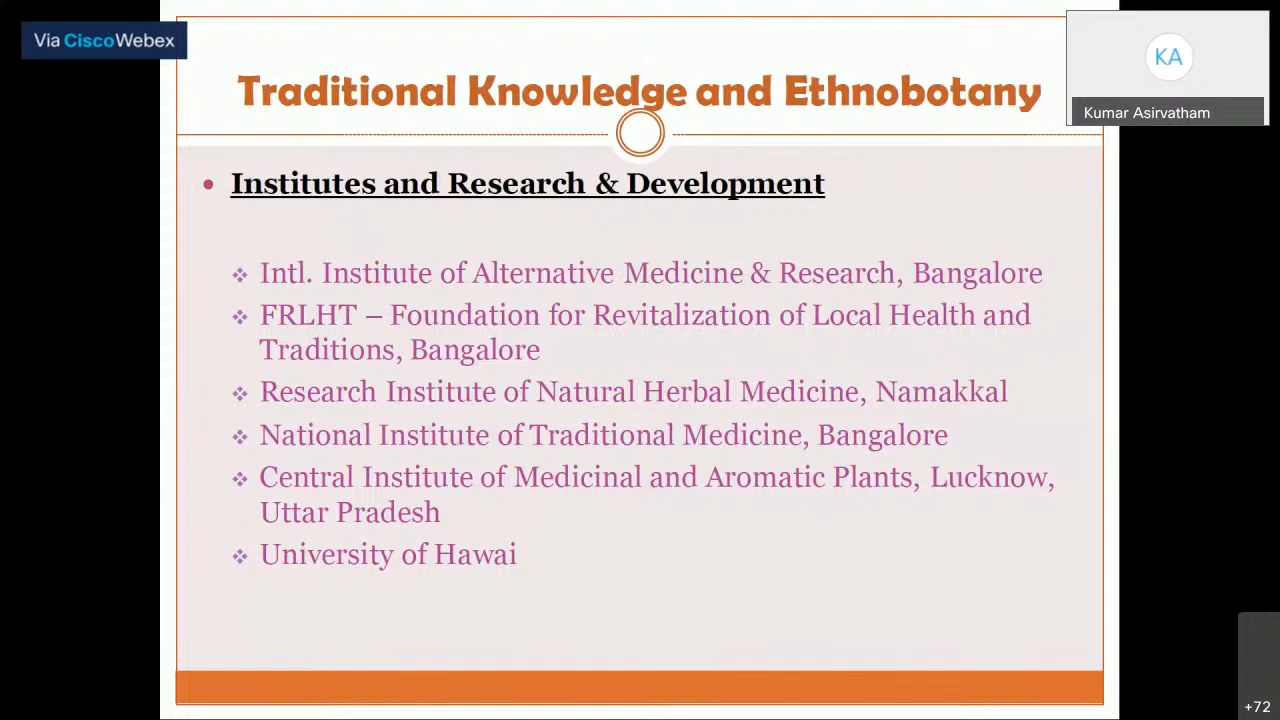 Via CiscoWebex
KA
Kumar Asirvatham
Traditional Knowledge and Ethnobotany
• Institutes and Research & Development
❖ Intl. Institute of Alternative Medicine & Research, Bangalore
❖ FRLHT – Foundation for Revitalization of Local Health and
Traditions, Bangalore
❖ Research Institute of Natural Herbal Medicine, Namakkal
❖ National Institute of Traditional Medicine, Bangalore
❖ Central Institute of Medicinal and Aromatic Plants, Lucknow,
Uttar Pradesh
❖ University of Hawai
+72